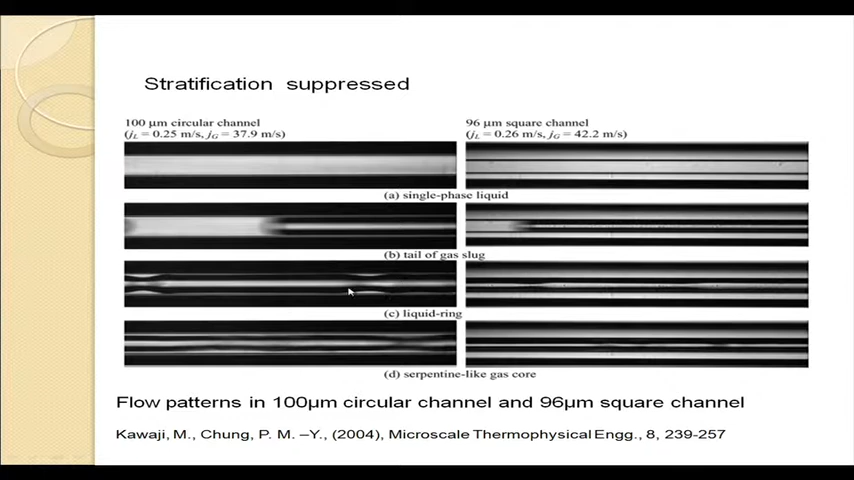 Stratification suppressed
100 μm circular channel
(jL = 0.25 m/s, jG = 37.9 m/s)
96 μm square channel
(jL = 0.26 m/s, jG = 42.2 m/s)
(a) single-phase liquid
(b) tail of gas slug
(c) liquid-ring
(d) serpentine-like gas core
Flow patterns in 100μm circular channel and 96μm square channel
Kawaji, M., Chung, P. M. –Y., (2004), Microscale Thermophysical Engg., 8, 239-257